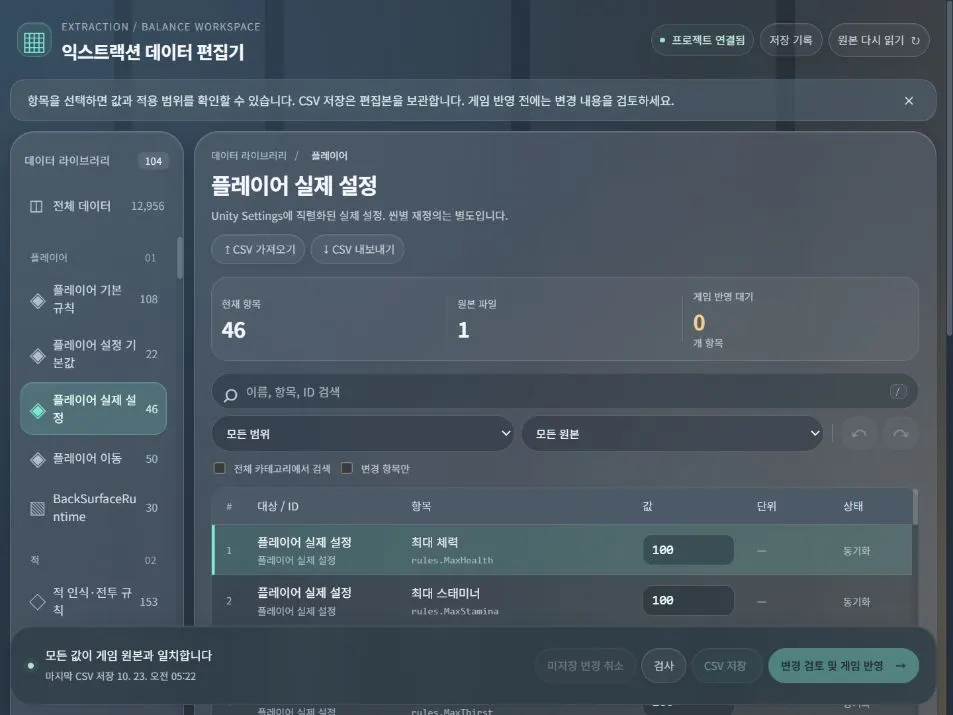 EXTRACTION / BALANCE WORKSPACE
익스트랙션 데이터 편집기
프로젝트 연결됨
저장 기록
원본 다시 읽기 ↻
항목을 선택하면 값과 적용 범위를 확인할 수 있습니다. CSV 저장은 편집본을 보관합니다. 게임 반영 전에는 변경 내용을 검토하세요. ×
데이터 라이브러리 104
전체 데이터 12,956
플레이어 01
플레이어 기본
규칙
108
플레이어 설정 기
본값
22
플레이어 실제 설
정
46
플레이어 이동 50
BackSurfaceRu
ntime
30
적 02
적 인식·전투 규
칙
153
데이터 라이브러리 / 플레이어
플레이어 실제 설정
Unity Settings에 직렬화된 실제 설정. 씬별 재정의는 별도입니다.
↑ CSV 가져오기
↓ CSV 내보내기
현재 항목
46
원본 파일
1
게임 반영 대기
0
개 항목
이름, 항목, ID 검색 /
모든 범위
모든 원본
전체 카테고리에서 검색
변경 항목만
# 대상 / ID 항목 값 단위 상태
1 플레이어 실제 설정 최대 체력 100 — 동기화
플레이어 실제 설정 rules.MaxHealth
2 플레이어 실제 설정 최대 스태미너 100 — 동기화
플레이어 실제 설정 rules.MaxStamina
모든 값이 게임 원본과 일치합니다
마지막 CSV 저장 10. 23. 오전 05:22
미저장 변경 취소
검사
CSV 저장
변경 검토 및 게임 반영 →
플레이어 실제 설정 rules.MaxThirst